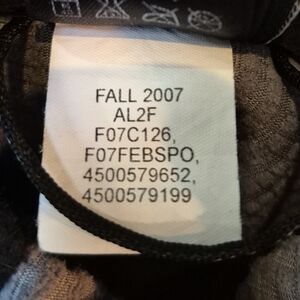 FALL 2007
AL2F
F07C126,
F07FEBSPO,
4500579652,
4500579199